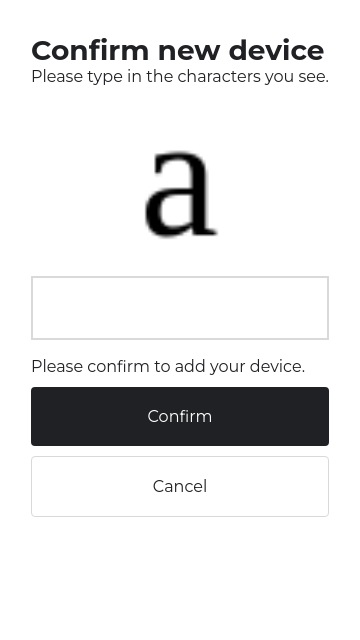 Confirm new device
Please type in the characters you see.
a
Please confirm to add your device.
Confirm
Cancel